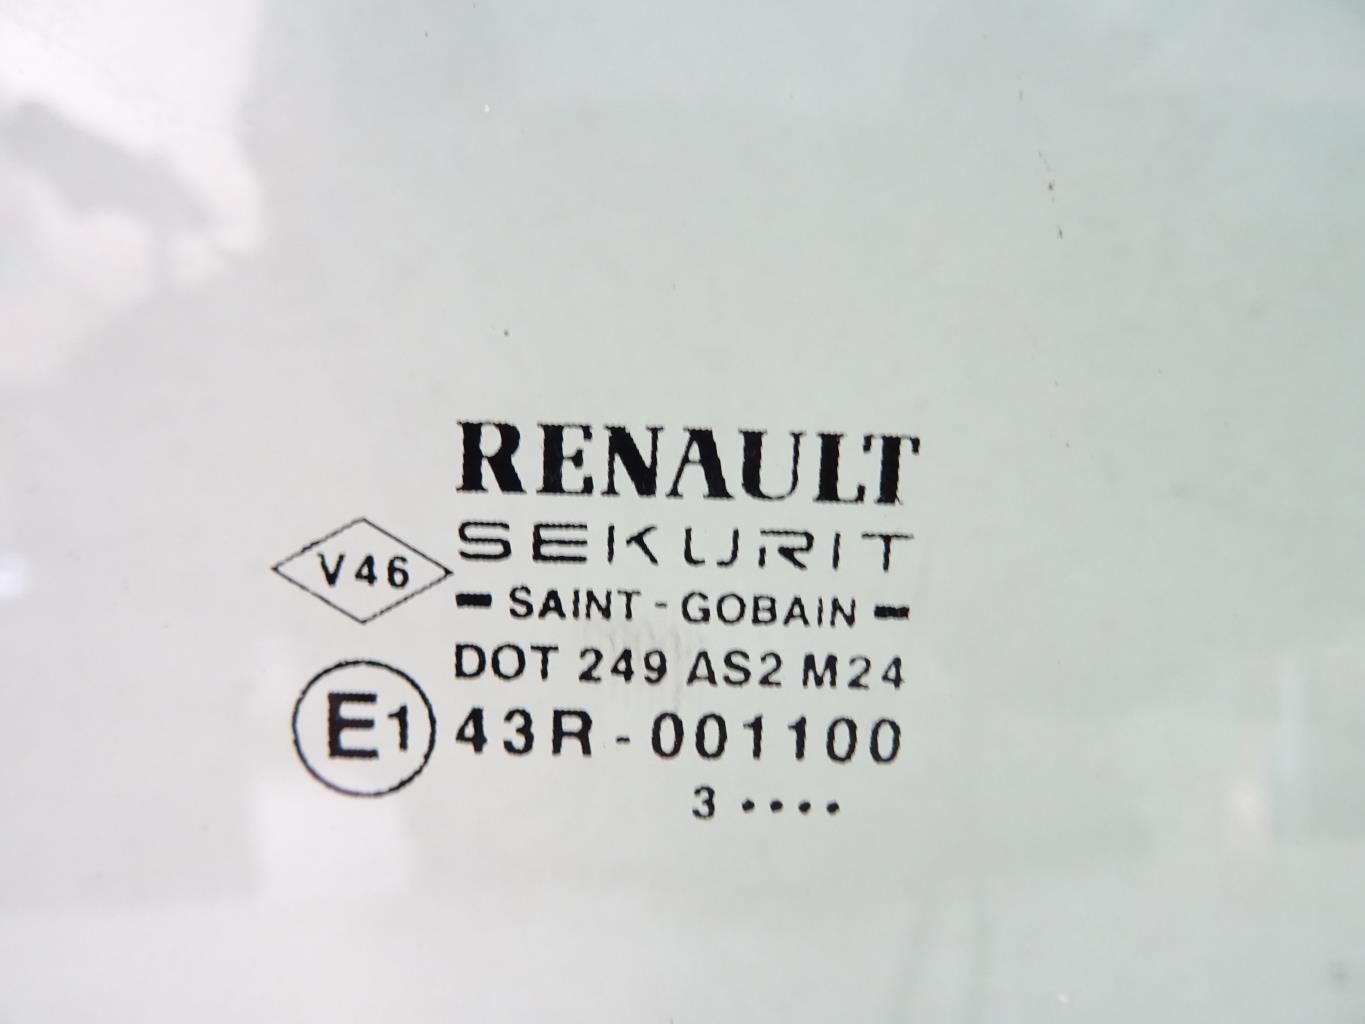 RENAULT
SEKURIT
V46
SAINT-GOBAIN
DOT 249 AS2 M24
E1 43R-001100
3 ····